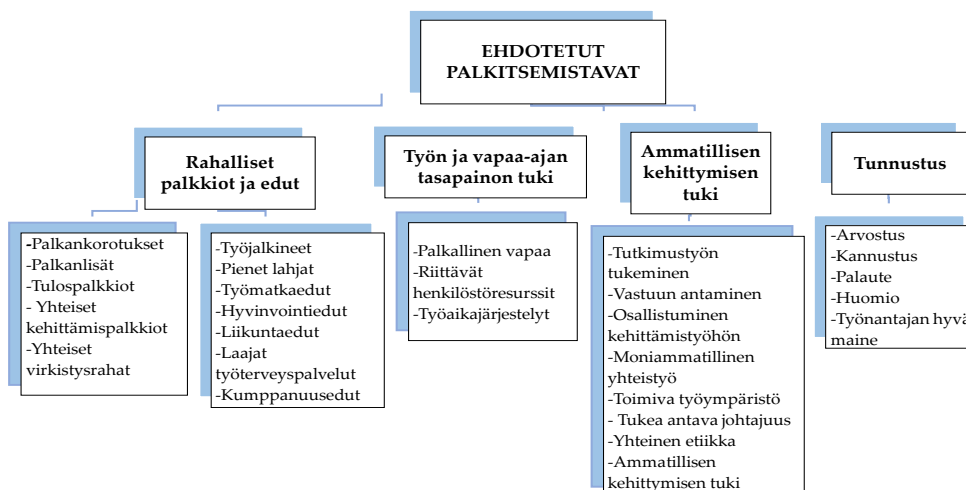 EHDOTETUT
PALKITSEMISTAVAT
Rahalliset
palkkiot ja edut
Työn ja vapaa-ajan
tasapainon tuki
Ammatillisen
kehittymisen
tuki
Tunnustus
-Palkankorotukset
-Palkanlisät
-Tulospalkkiot
- Yhteiset
kehittämispalkkiot
-Yhteiset
virkistysrahat
-Työjalkineet
-Pienet lahjat
-Työmatkaedut
-Hyvinvointiedut
-Liikuntaedut
-Laajat
työterveyspalvelut
-Kumppanuusedut
-Palkallinen vapaa
-Riittävät
henkilöstöresurssit
-Työaikajärjestelyt
-Tutkimustyön
tukeminen
-Vastuun antaminen
-Osallistuminen
kehittämistyöhön
-Moniammatillinen
yhteistyö
-Toimiva työympäristö
- Tukea antava johtajuus
-Yhteinen etiikka
-Ammatillisen
kehittymisen tuki
-Arvostus
-Kannustus
-Palaute
-Huomio
-Työnantajan hyvä
maine